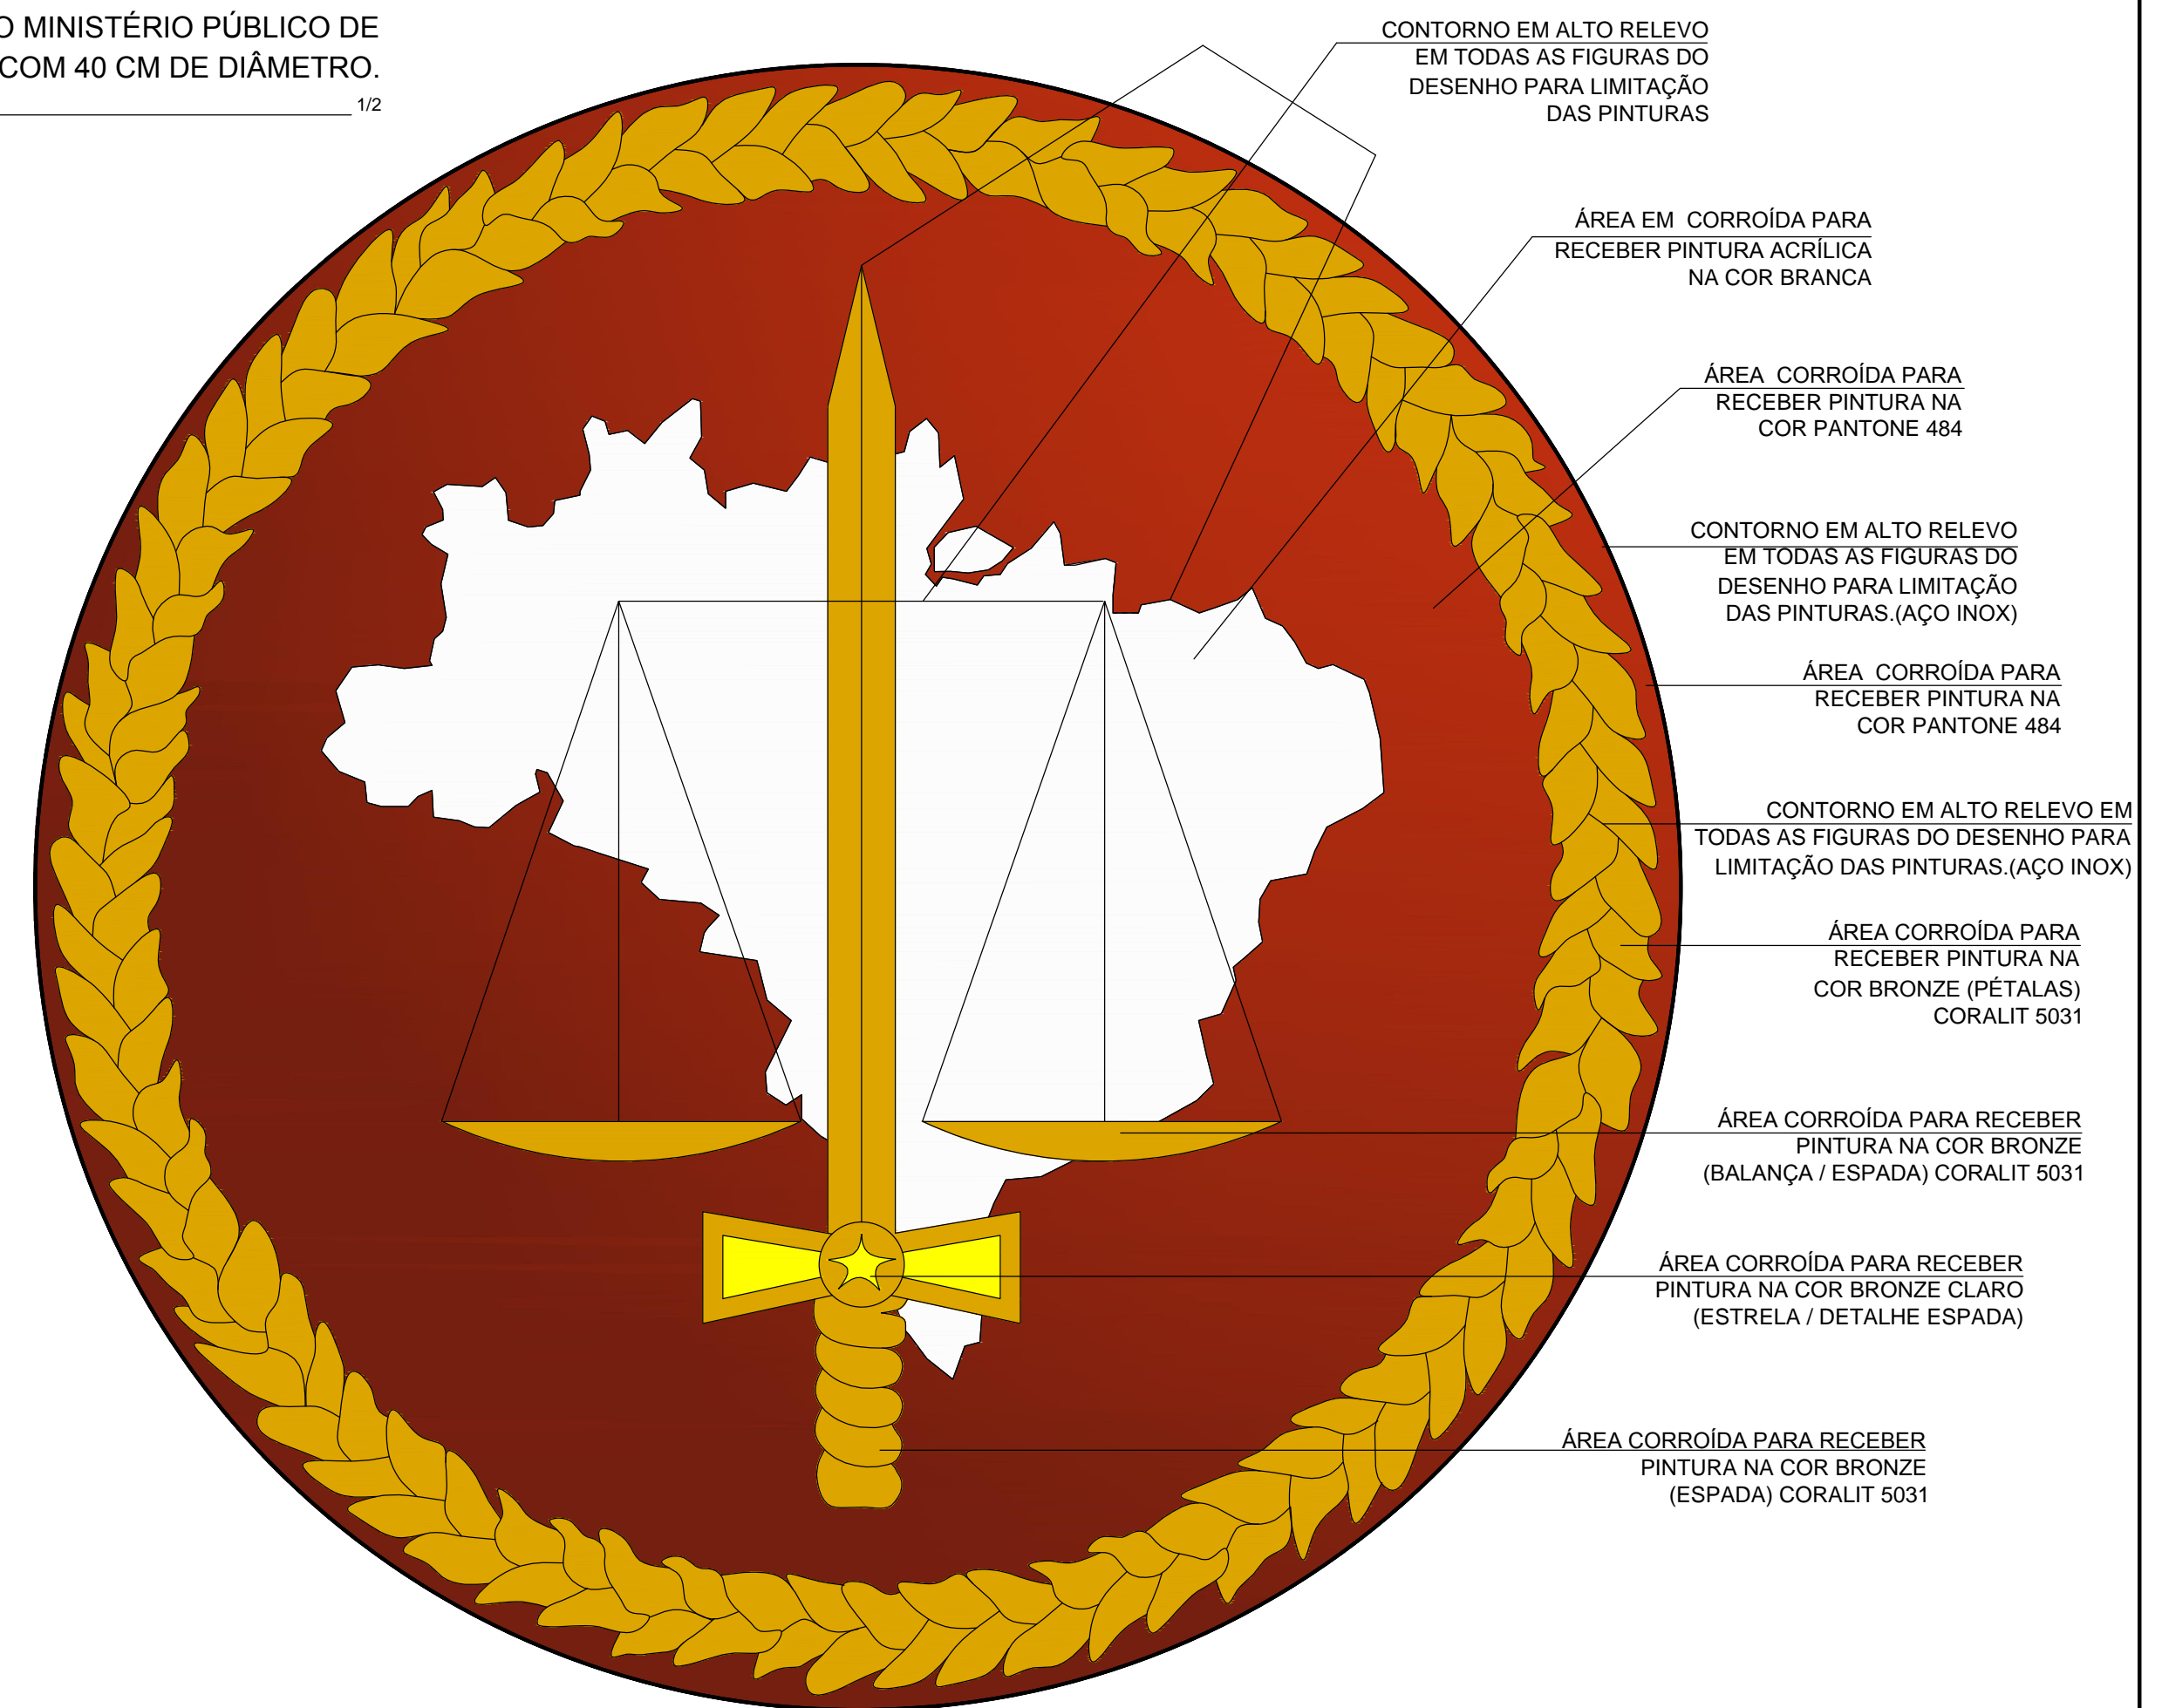 O MINISTÉRIO PÚBLICO DE
COM 40 CM DE DIÂMETRO.
1/2
CONTORNO EM ALTO RELEVO
EM TODAS AS FIGURAS DO
DESENHO PARA LIMITAÇÃO
DAS PINTURAS
ÁREA EM CORROÍDA PARA
RECEBER PINTURA ACRÍLICA
NA COR BRANCA
ÁREA CORROÍDA PARA
RECEBER PINTURA NA
COR PANTONE 484
CONTORNO EM ALTO RELEVO
EM TODAS AS FIGURAS DO
DESENHO PARA LIMITAÇÃO
DAS PINTURAS.(AÇO INOX)
ÁREA CORROÍDA PARA
RECEBER PINTURA NA
COR PANTONE 484
CONTORNO EM ALTO RELEVO EM
TODAS AS FIGURAS DO DESENHO PARA
LIMITAÇÃO DAS PINTURAS.(AÇO INOX)
ÁREA CORROÍDA PARA
RECEBER PINTURA NA
COR BRONZE (PÉTALAS)
CORALIT 5031
ÁREA CORROÍDA PARA RECEBER
PINTURA NA COR BRONZE
(BALANÇA / ESPADA) CORALIT 5031
ÁREA CORROÍDA PARA RECEBER
PINTURA NA COR BRONZE CLARO
(ESTRELA / DETALHE ESPADA)
ÁREA CORROÍDA PARA RECEBER
PINTURA NA COR BRONZE
(ESPADA) CORALIT 5031